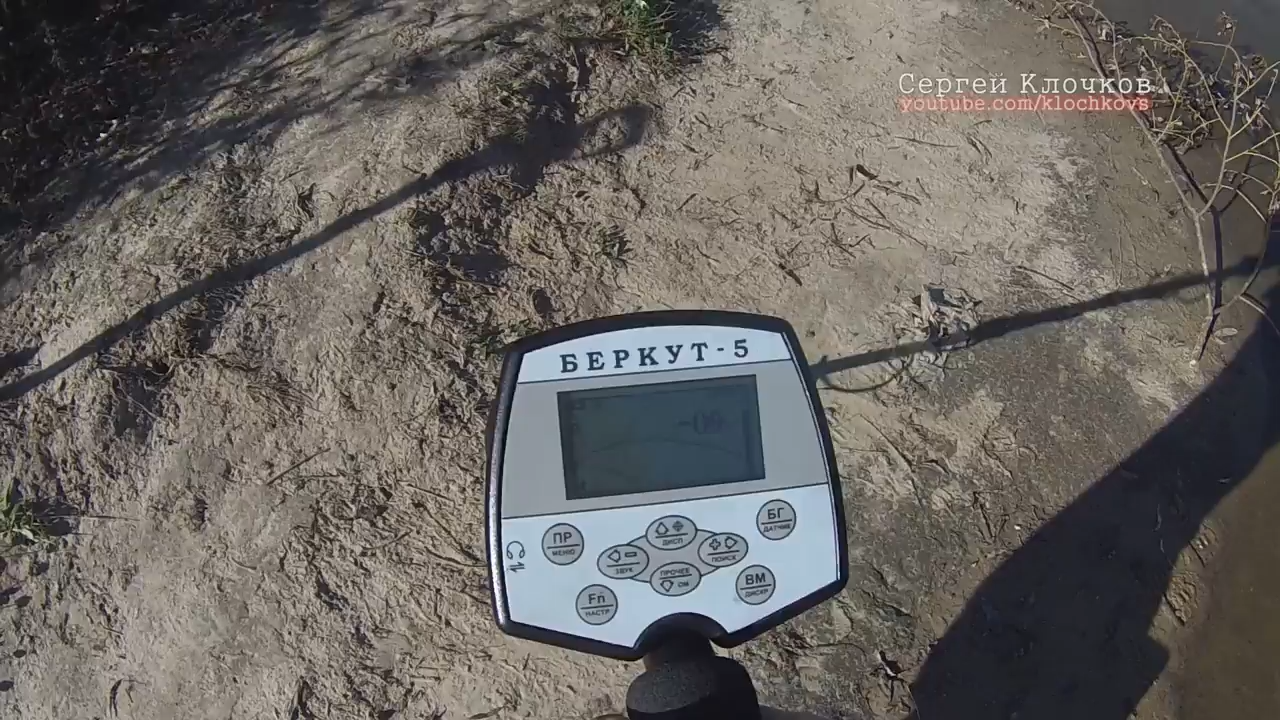 Сергей Клочков
youtube.com/klochkovs
БЕРКУТ-5
-09
ПР
МЕНЮ
ДИСП
БГ
ДАТЧИК
ЗВУК
ПОИСК
ПРОЧЕЕ
СМ
Fn
НАСТР
ВМ
ДИСКР